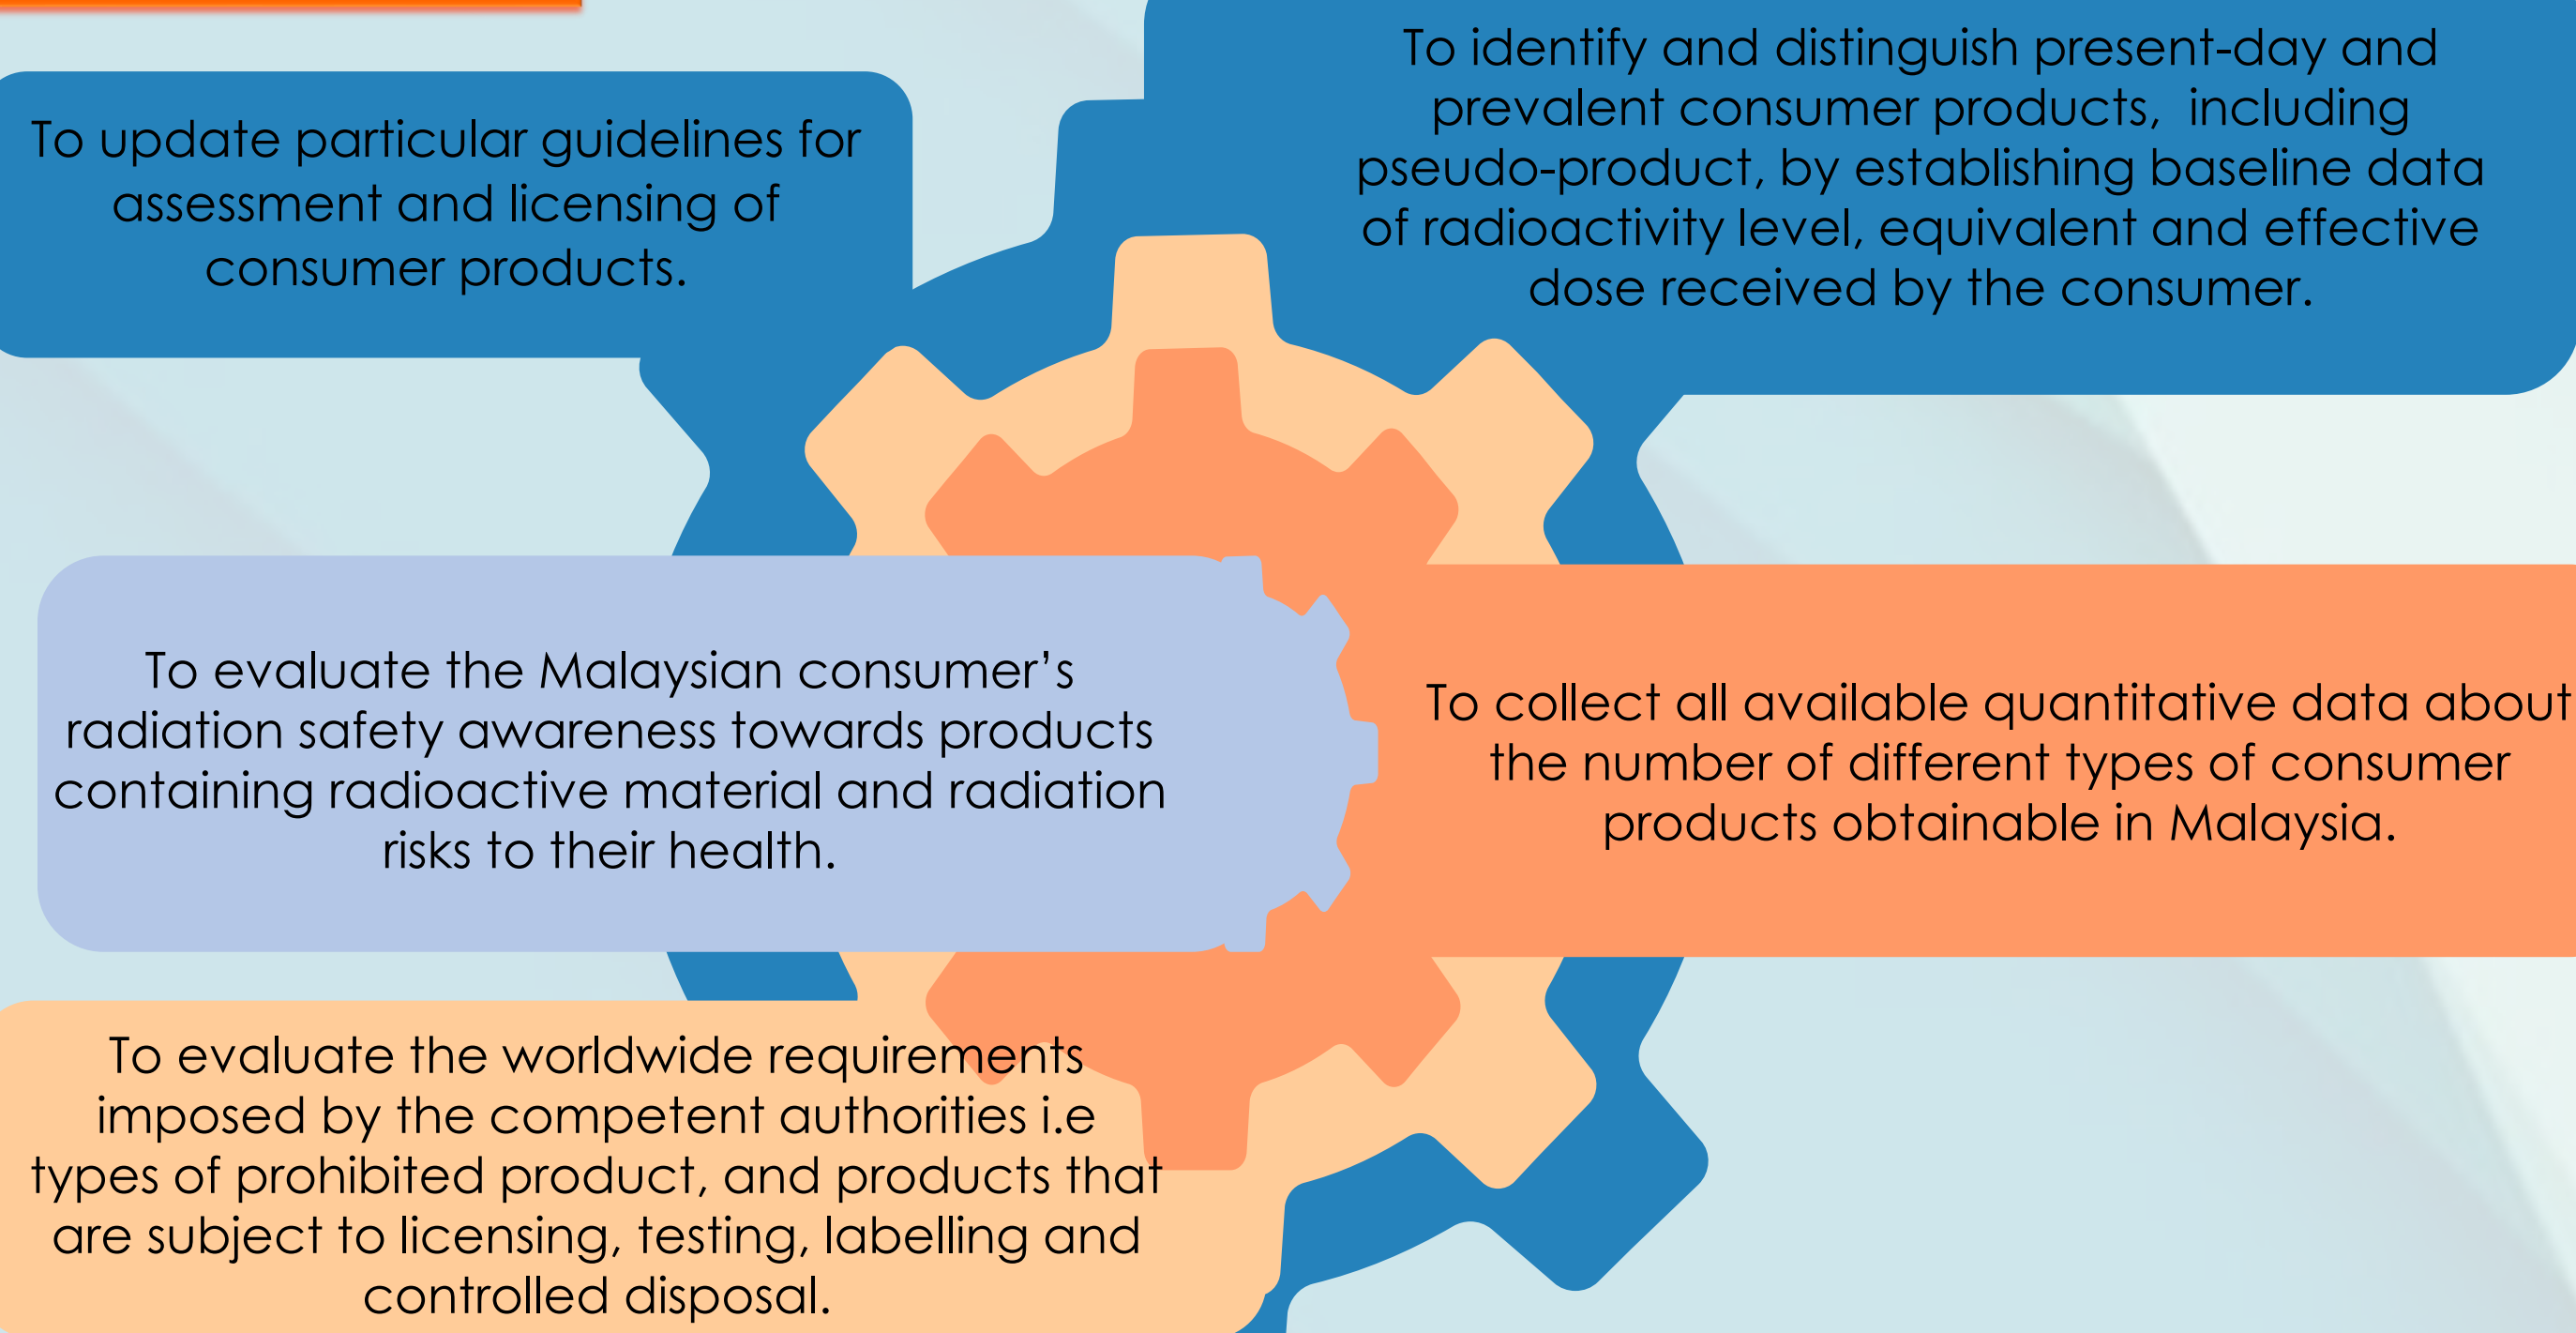 To update particular guidelines for
assessment and licensing of
consumer products.
To identify and distinguish present-day and
prevalent consumer products,  including
pseudo-product, by establishing baseline data
of radioactivity level, equivalent and effective
dose received by the consumer.
To evaluate the Malaysian consumer’s
radiation safety awareness towards products
containing radioactive material and radiation
risks to their health.
To collect all available quantitative data about
the number of different types of consumer
products obtainable in Malaysia.
To evaluate the worldwide requirements
imposed by the competent authorities i.e
types of prohibited product, and products that
are subject to licensing, testing, labelling and
controlled disposal.